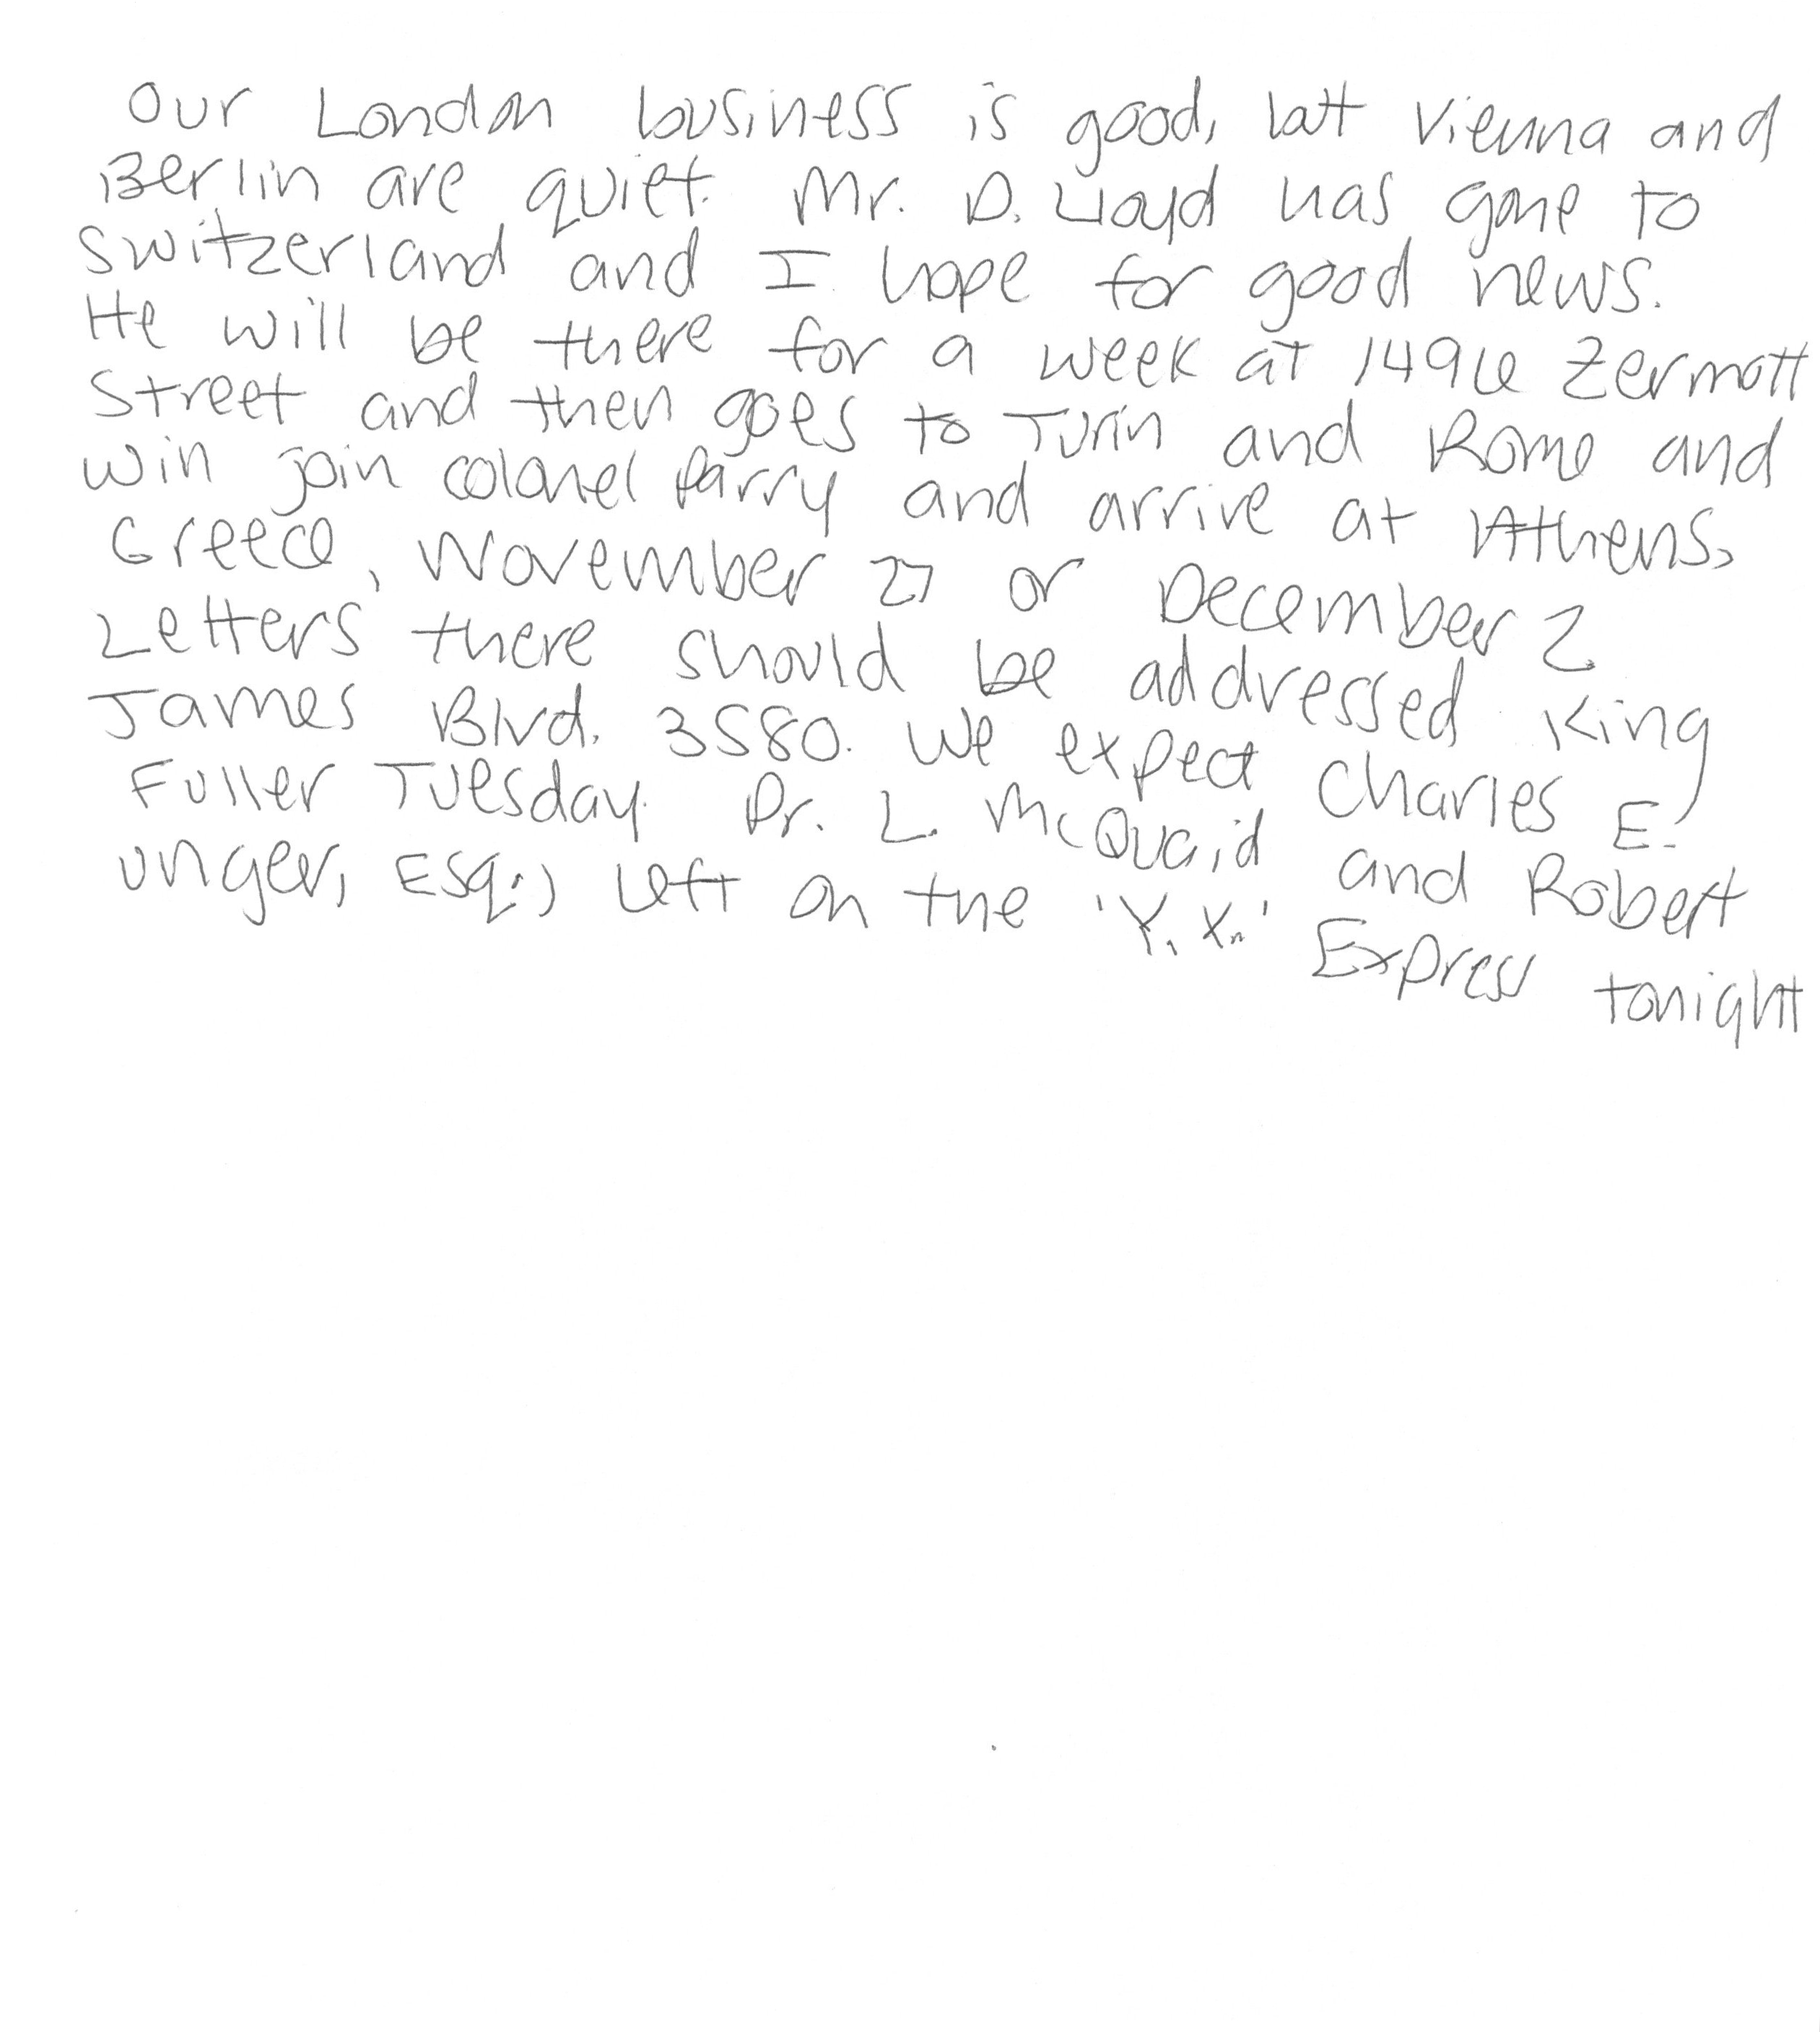 Our London business is good, but Vienna and
Berlin are quiet. Mr. D. Lloyd has gone to
Switzerland and I hope for good news.
He will be there for a week at 1496 Zermott
Street and then goes to Turin and Rome and
win join colonel Parry and arrive at Athens,
Greece, November 27 or December 2
Letters there should be addressed King
James Blvd. 3580. We expect Charles E.
Fuller Tuesday. Dr. L. McQuaid and Robert
Unger, Esq., left on the 'Y.X.' Express tonight